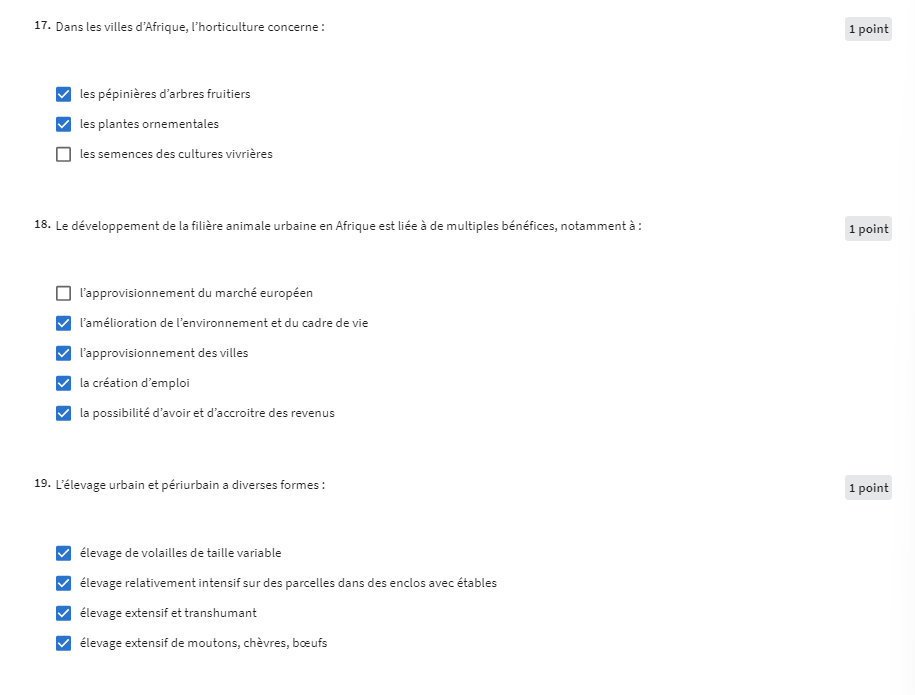 17. Dans les villes d’Afrique, l’horticulture concerne :
1 point
les pépinières d’arbres fruitiers
les plantes ornementales
les semences des cultures vivrières
18. Le développement de la filière animale urbaine en Afrique est liée à de multiples bénéfices, notamment à :
1 point
l’approvisionnement du marché européen
l’amélioration de l’environnement et du cadre de vie
l’approvisionnement des villes
la création d’emploi
la possibilité d’avoir et d’accroitre des revenus
19. L’élevage urbain et périurbain a diverses formes :
1 point
élevage de volailles de taille variable
élevage relativement intensif sur des parcelles dans des enclos avec étables
élevage extensif et transhumant
élevage extensif de moutons, chèvres, bœufs